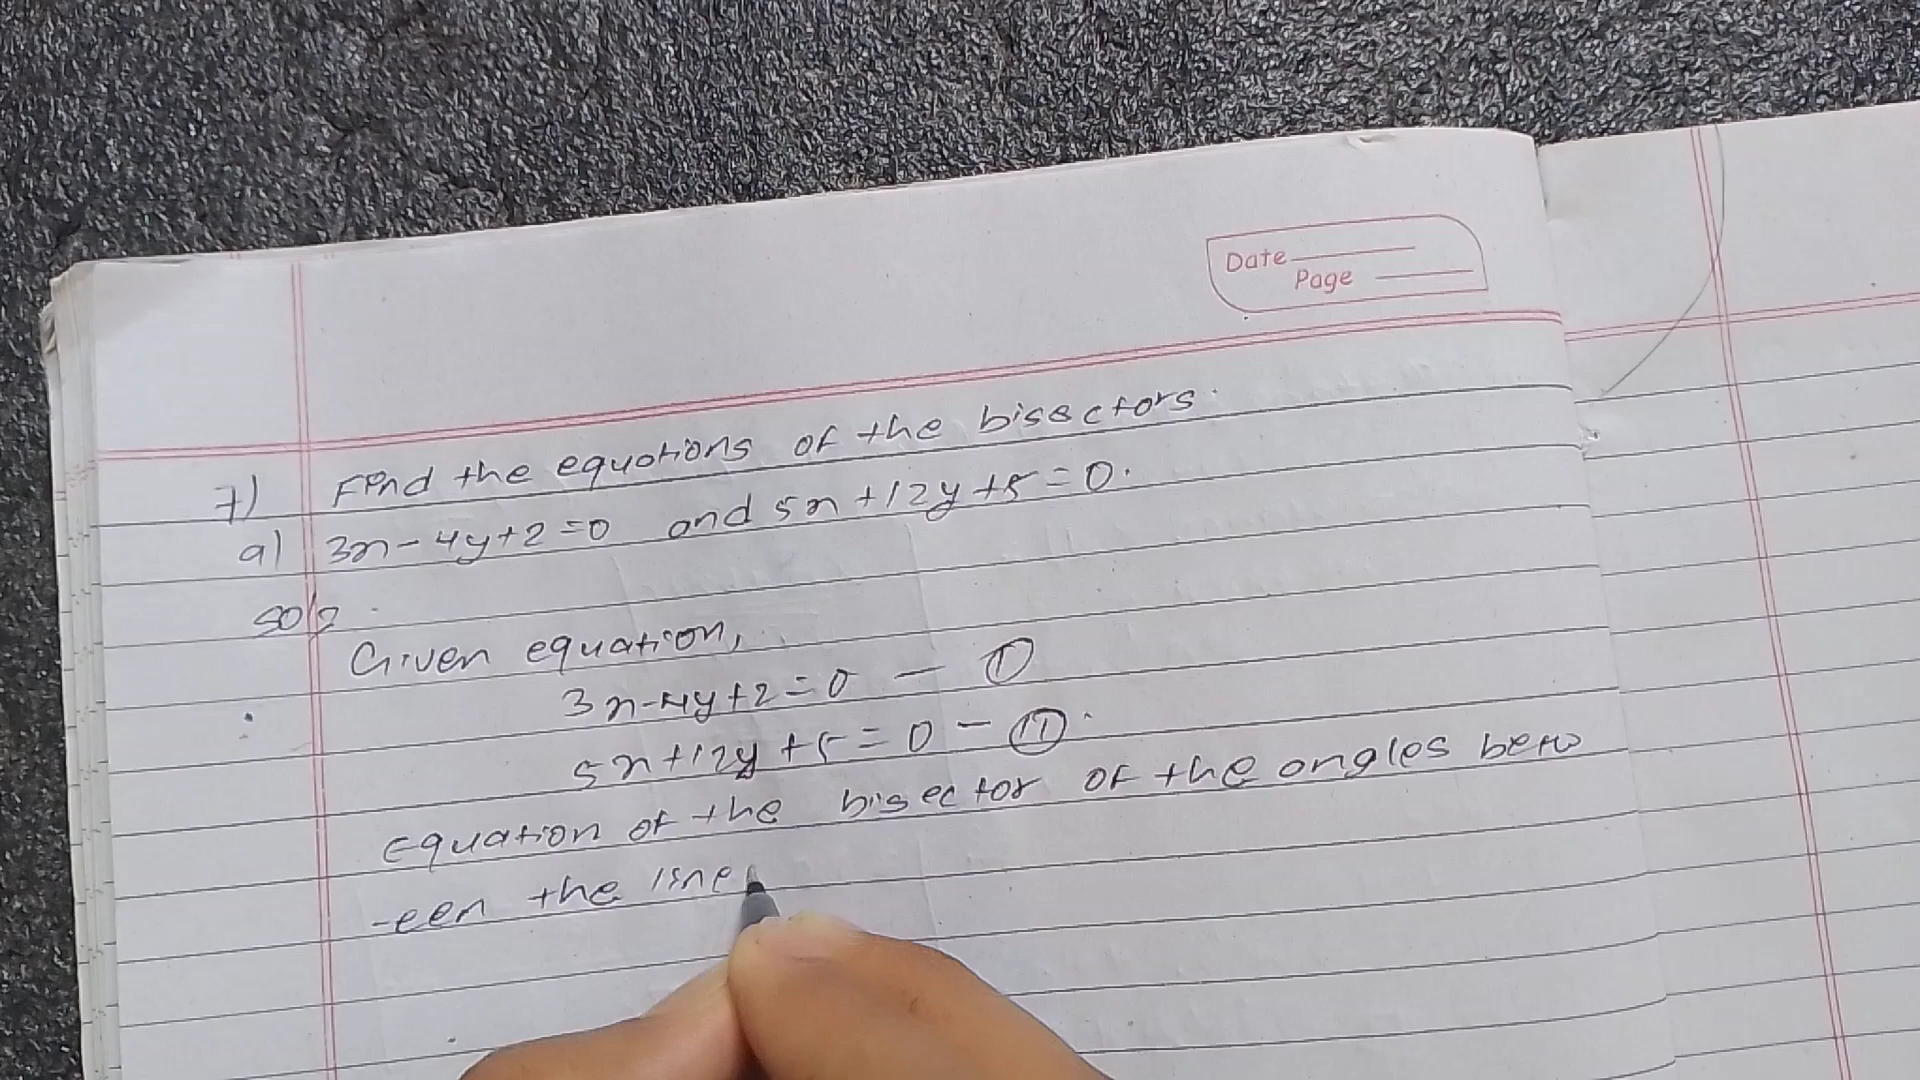 Date
Page
7) Find the equations of the bisectors.
a) 3x-4y+2=0 and 5x+12y+5=0.
Sol?
Given equation,
3x-4y+2=0 - (I)
5x+12y+5=0 - (II).
Equation of the bisector of the angles betw
-een the line